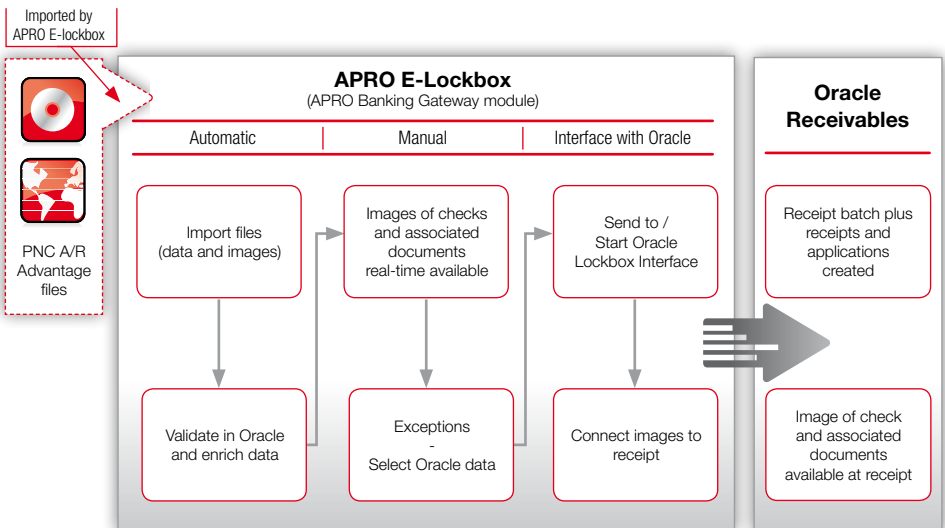 Imported by
APRO E-lockbox
PNC A/R
Advantage
files
APRO E-Lockbox
(APRO Banking Gateway module)
Automatic
Manual
Interface with Oracle
Import files
(data and images)
Images of checks
and associated
documents
real-time available
Send to /
Start Oracle
Lockbox Interface
Validate in Oracle
and enrich data
Exceptions
-
Select Oracle data
Connect images to
receipt
Oracle
Receivables
Receipt batch plus
receipts and
applications
created
Image of check
and associated
documents
available at receipt